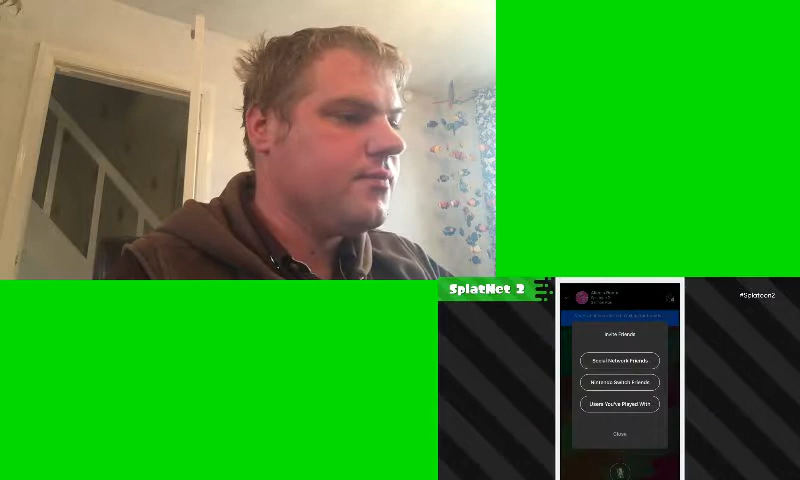 SplatNet 2
#Splatoon2
Invite Friends
Social Network Friends
Nintendo Switch Friends
Users You've Played With
Close